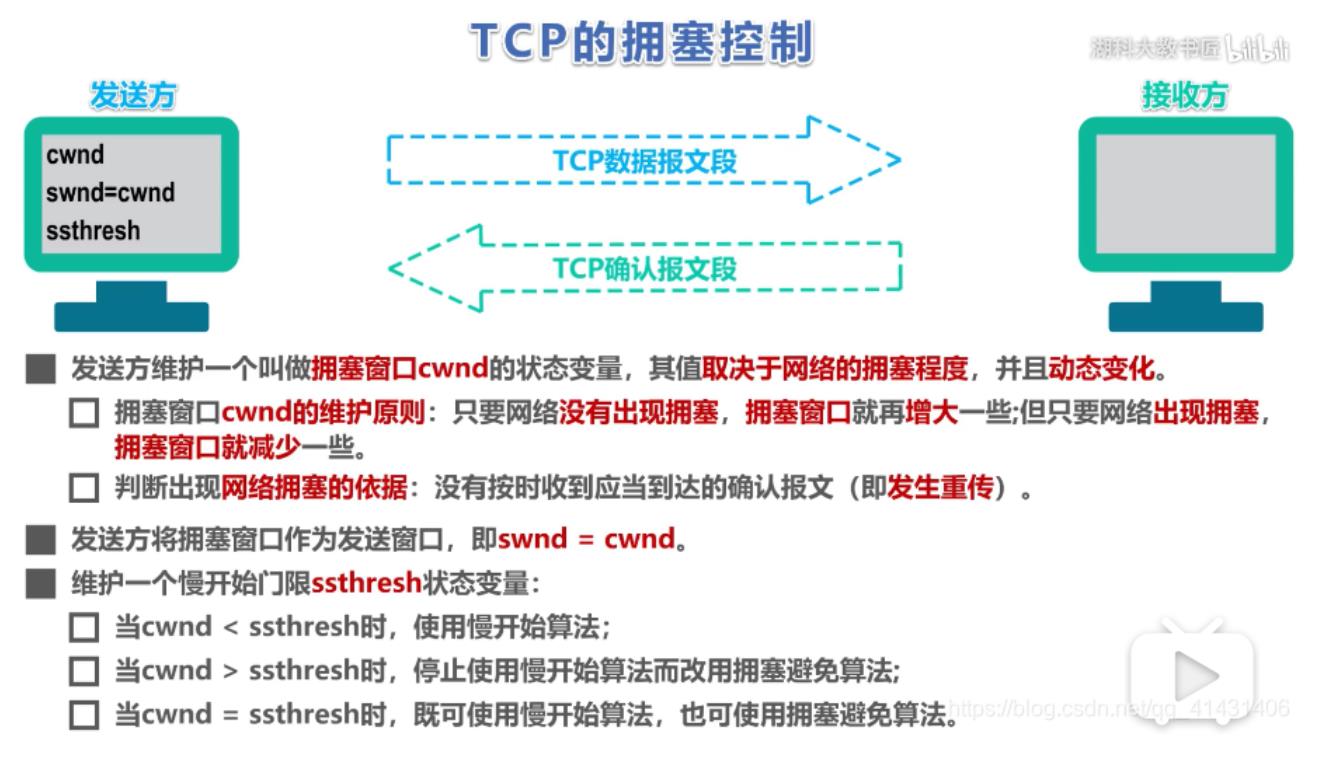 TCP的拥塞控制
湖科大教书匠 bilibili
发送方
接收方
cwnd
swnd=cwnd
ssthresh
TCP数据报文段
TCP确认报文段
发送方维护一个叫做拥塞窗口cwnd的状态变量，其值取决于网络的拥塞程度，并且动态变化。
拥塞窗口cwnd的维护原则：只要网络没有出现拥塞，拥塞窗口就再增大一些;但只要网络出现拥塞，
拥塞窗口就减少一些。
判断出现网络拥塞的依据：没有按时收到应当到达的确认报文（即发生重传）。
发送方将拥塞窗口作为发送窗口，即swnd = cwnd。
维护一个慢开始门限ssthresh状态变量：
当cwnd < ssthresh时，使用慢开始算法;
当cwnd > ssthresh时，停止使用慢开始算法而改用拥塞避免算法;
当cwnd = ssthresh时，既可使用慢开始算法，也可使用拥塞避免算法。
https://blog.csdn.net/qq_41431406